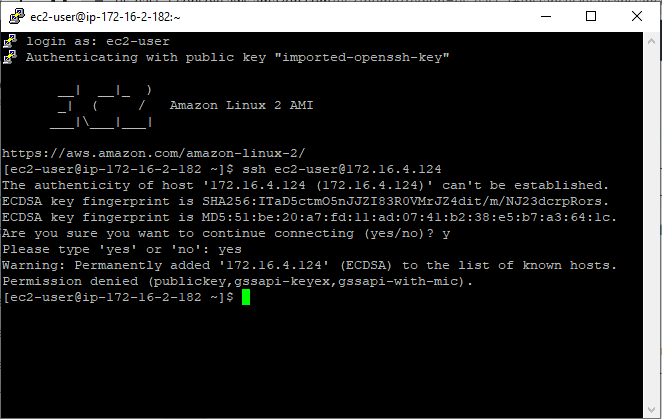 ec2-user@ip-172-16-2-182:~
login as: ec2-user
Authenticating with public key "imported-openssh-key"
__|  __|_  )
_|  (     /   Amazon Linux 2 AMI
___|\___|___|
https://aws.amazon.com/amazon-linux-2/
[ec2-user@ip-172-16-2-182 ~]$ ssh ec2-user@172.16.4.124
The authenticity of host '172.16.4.124 (172.16.4.124)' can't be established.
ECDSA key fingerprint is SHA256:ITaD5ctmO5nJJZI83R0VMrJZ4dit/m/NJ23dcrpRors.
ECDSA key fingerprint is MD5:51:be:20:a7:fd:11:ad:07:41:b2:38:e5:b7:a3:64:1c.
Are you sure you want to continue connecting (yes/no)? y
Please type 'yes' or 'no': yes
Warning: Permanently added '172.16.4.124' (ECDSA) to the list of known hosts.
Permission denied (publickey,gssapi-keyex,gssapi-with-mic).
[ec2-user@ip-172-16-2-182 ~]$